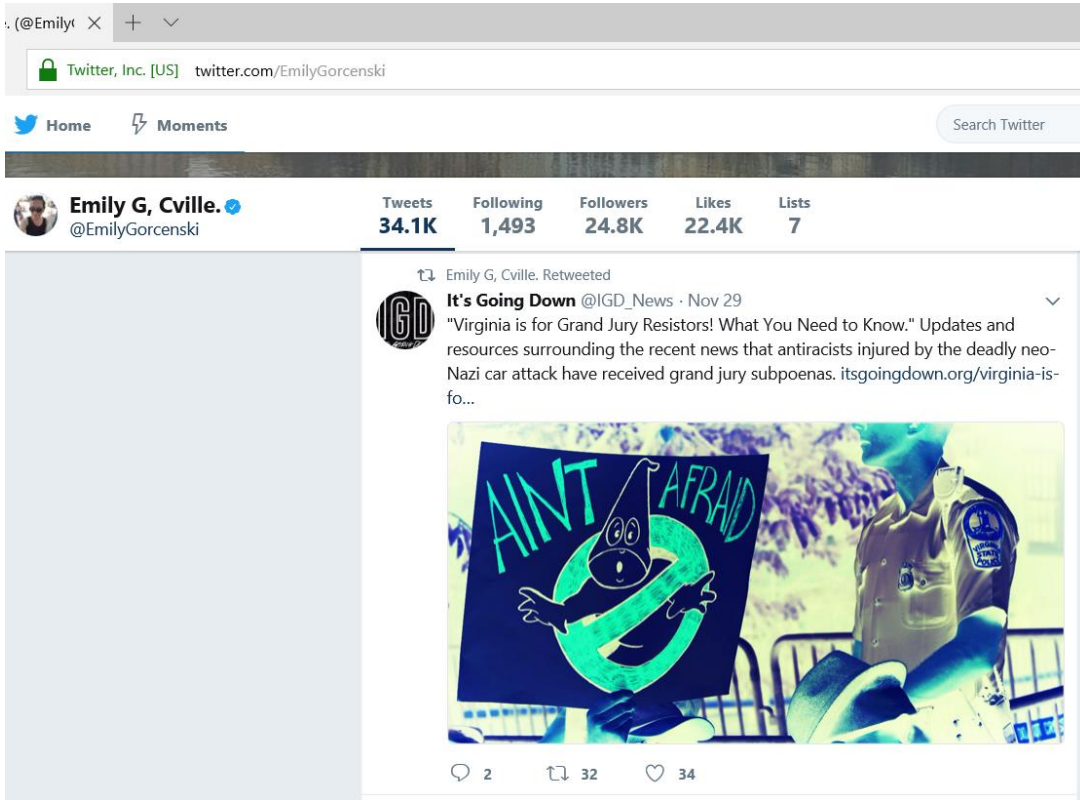 . (@Emily
Twitter, Inc. [US] twitter.com/EmilyGorcenski
Home Moments Search Twitter
Emily G, Cville.
@EmilyGorcenski
Tweets Following Followers Likes Lists
34.1K 1,493 24.8K 22.4K 7
Emily G, Cville. Retweeted
It's Going Down @IGD_News · Nov 29
IGD
"Virginia is for Grand Jury Resistors! What You Need to Know." Updates and
resources surrounding the recent news that antiracists injured by the deadly neo-
Nazi car attack have received grand jury subpoenas. itsgoingdown.org/virginia-is-
fo...
AINT AFRAID
VIRGINIA
STATE
POLICE
2 32 34